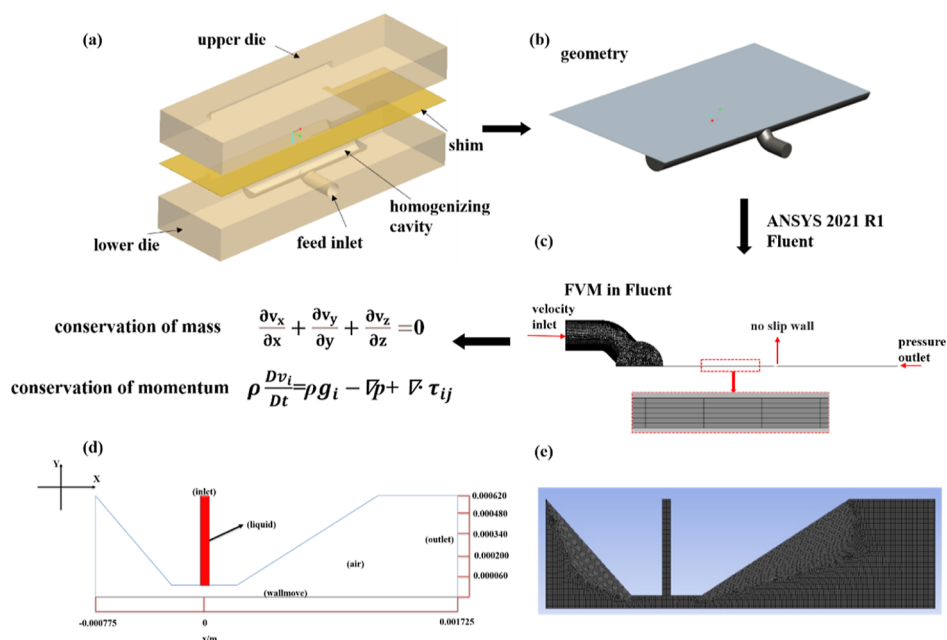 (a)
upper die
shim
homogenizing
cavity
feed inlet
lower die
(b)
geometry
ANSYS 2021 R1
Fluent
(c)
FVM in Fluent
velocity
inlet
no slip wall
pressure
outlet
conservation of mass ∂vx/∂x + ∂vy/∂y + ∂vz/∂z = 0
conservation of momentum ρ Dvi/Dt = ρgi − ∇p + ∇· τij
(d)
Y
X
(inlet)
(liquid)
(air)
(outlet)
(wallmove)
0.000620
0.000480
0.000340
0.000200
0.000060
-0.000775
0
0.001725
x/m
(e)